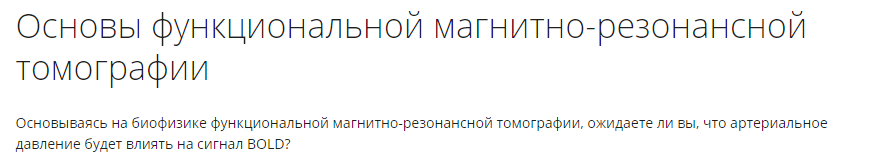 Основы функциональной магнитно-резонансной
томографии
Основываясь на биофизике функциональной магнитно-резонансной томографии, ожидаете ли вы, что артериальное
давление будет влиять на сигнал BOLD?